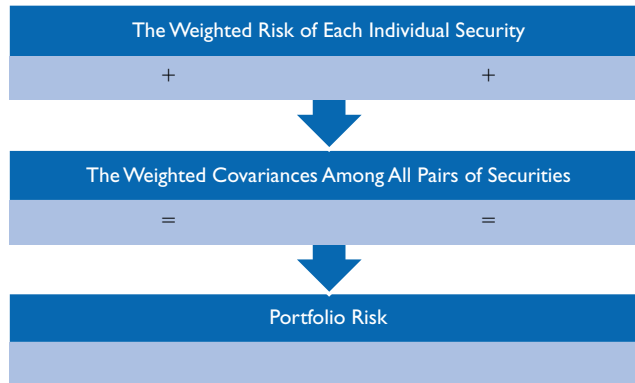 The Weighted Risk of Each Individual Security
+ +
The Weighted Covariances Among All Pairs of Securities
= =
Portfolio Risk